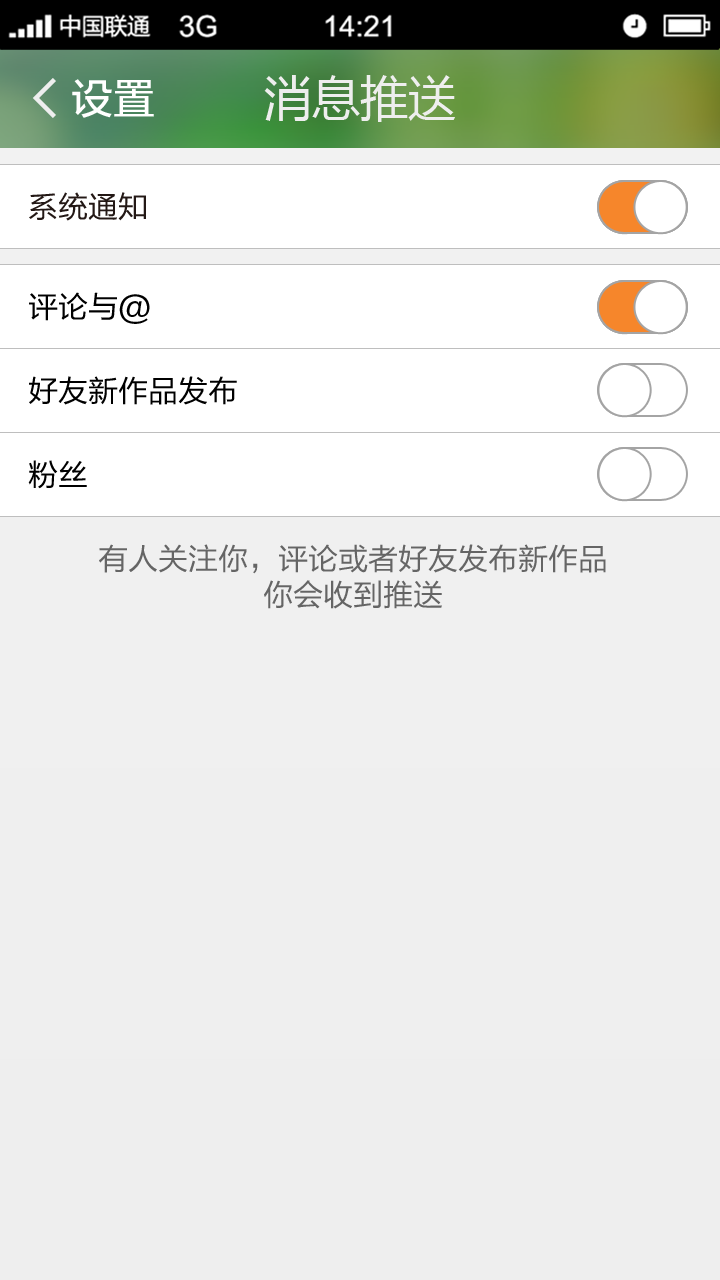 中国联通 3G 14:21
设置 消息推送
系统通知
评论与@
好友新作品发布
粉丝
有人关注你，评论或者好友发布新作品
你会收到推送